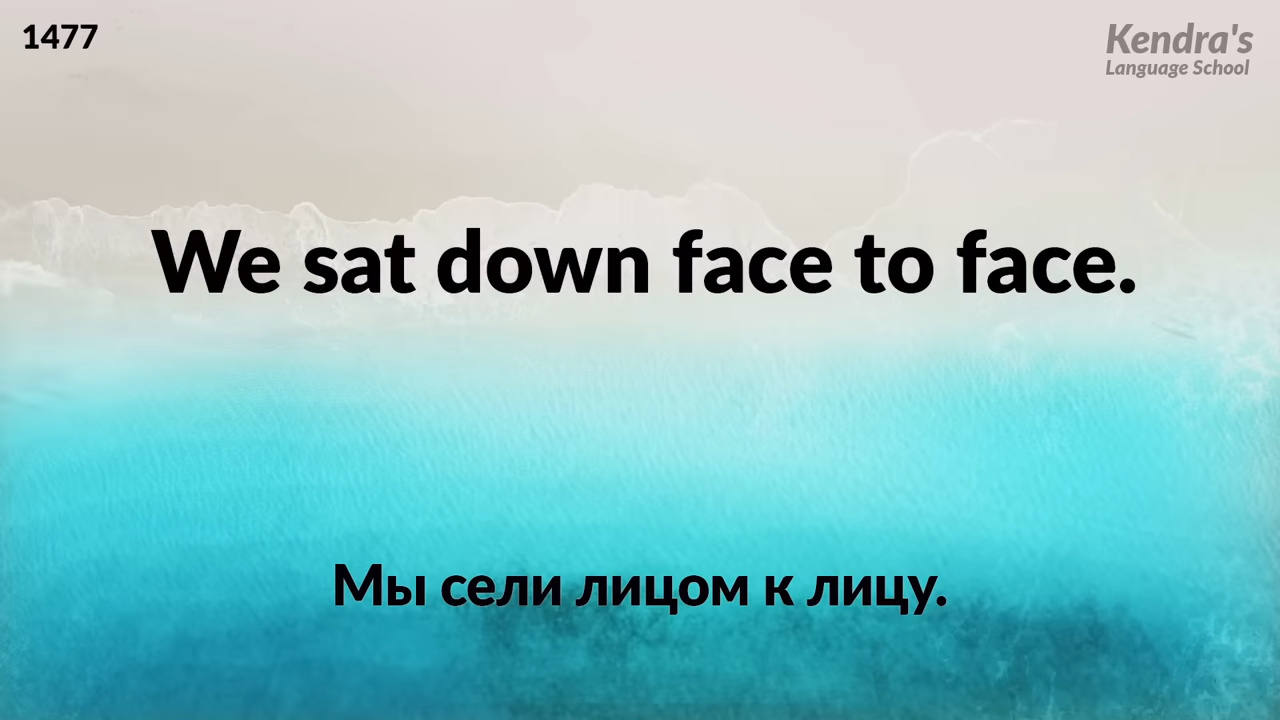 1477
Kendra's
Language School
We sat down face to face.
Мы сели лицом к лицу.